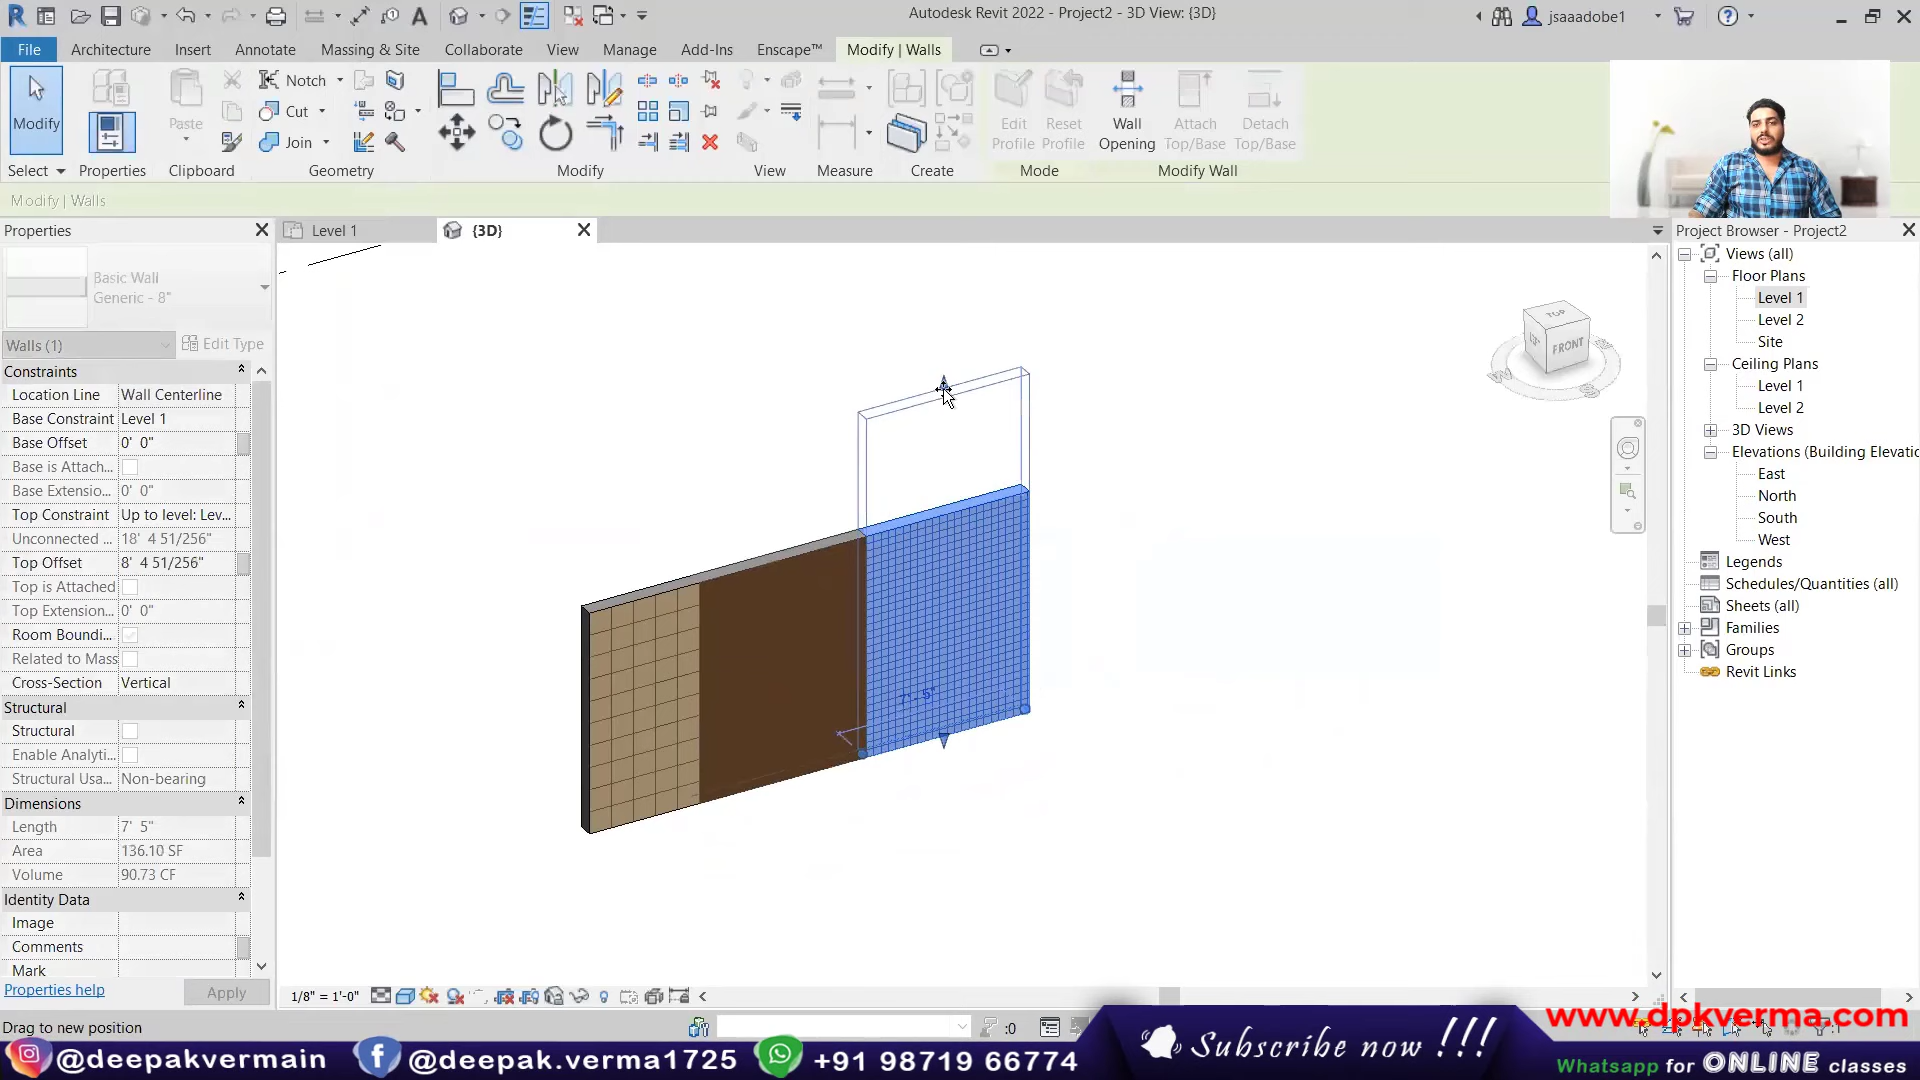 Autodesk Revit 2022 - Project2 - 3D View: {3D}
jsaaadobe1
File Architecture Insert Annotate Massing & Site Collaborate View Manage Add-Ins Enscape™ Modify | Walls
Modify
Paste
Notch
Cut
Join
Edit Profile
Reset Profile
Wall Opening
Attach Top/Base
Detach Top/Base
Select Properties Clipboard Geometry Modify View Measure Create Mode Modify Wall
Modify | Walls
Properties
Level 1
{3D}
Project Browser - Project2
Basic Wall
Generic - 8"
Walls (1)
Edit Type
Constraints
Location Line Wall Centerline
Base Constraint Level 1
Base Offset 0' 0"
Base is Attach...
Base Extensio... 0' 0"
Top Constraint Up to level: Lev...
Unconnected ... 18' 4 51/256"
Top Offset 8' 4 51/256"
Top is Attached
Top Extension... 0' 0"
Room Boundi...
Related to Mass
Cross-Section Vertical
Structural
Structural
Enable Analyti...
Structural Usa... Non-bearing
Dimensions
Length 7' 5"
Area 136.10 SF
Volume 90.73 CF
Identity Data
Image
Comments
Mark
Properties help
Apply
7' - 5"
TOP
FRONT
W
S
Views (all)
Floor Plans
Level 1
Level 2
Site
Ceiling Plans
Level 1
Level 2
3D Views
Elevations (Building Elevatic
East
North
South
West
Legends
Schedules/Quantities (all)
Sheets (all)
Families
Groups
Revit Links
1/8" = 1'-0"
Drag to new position
:0
www.dpkverma.com
@deepakvermain
@deepak.verma1725
+91 98719 66774
Subscribe now !!!
Whatsapp for ONLINE classes